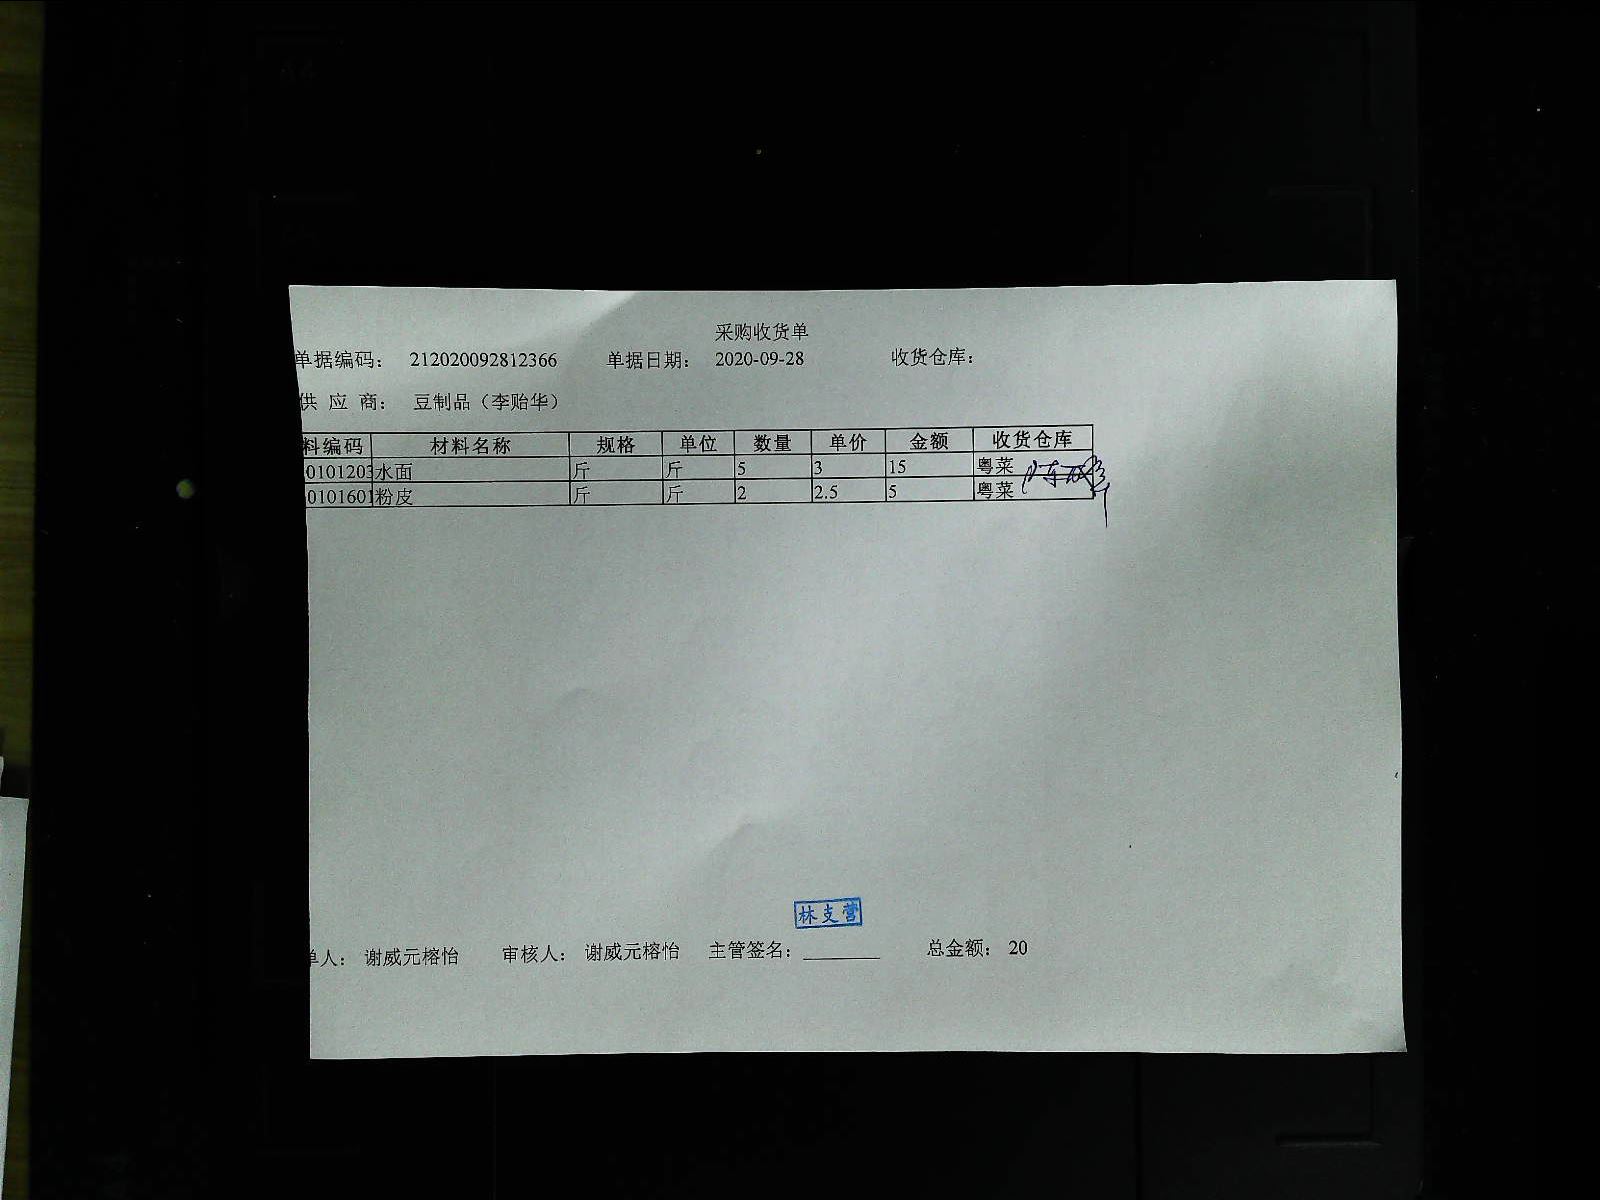 采购收货单
单据编码： 212020092812366 单据日期： 2020-09-28 收货仓库：
供 应 商： 豆制品（李贻华）
料编码 材料名称 规格 单位 数量 单价 金额 收货仓库
0101203 水面 斤 斤 5 3 15 粤菜
0101601 粉皮 斤 斤 2 2.5 5 粤菜
林支营
单人： 谢威元榕怡 审核人： 谢威元榕怡 主管签名：________ 总金额： 20